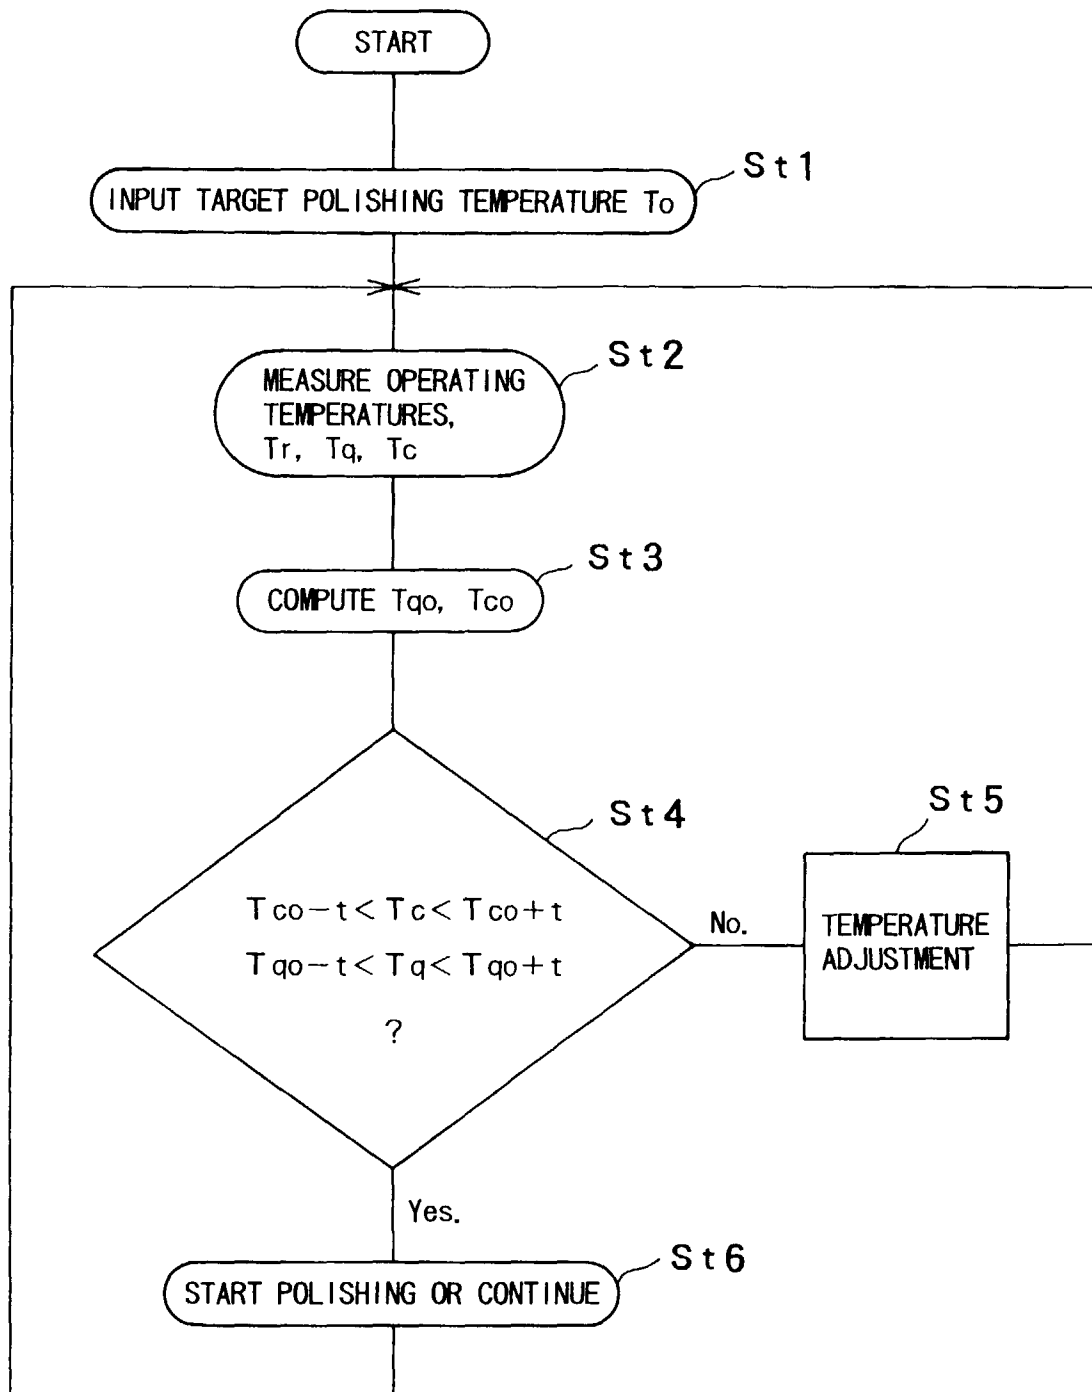 START
St1
INPUT TARGET POLISHING TEMPERATURE To
St2
MEASURE OPERATING
TEMPERATURES,
Tr, Tq, Tc
St3
COMPUTE Tqo, Tco
St4
St5
Tco-t<Tc<Tco+t
No.
TEMPERATURE
ADJUSTMENT
Tqo-t<Tq<Tqo+t
?
Yes.
St6
START POLISHING OR CONTINUE